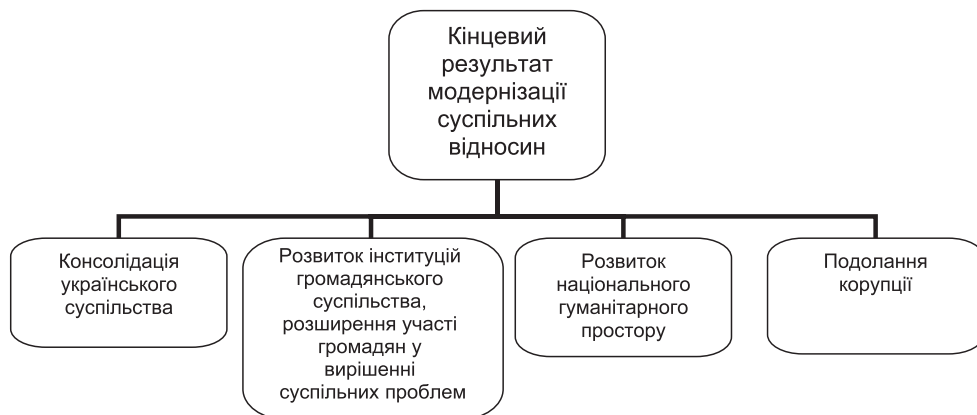 Кінцевий
результат
модернізації
суспільних
відносин
Консолідація
українського
суспільства
Розвиток інституцій
громадянського
суспільства,
розширення участі
громадян у
вирішенні
суспільних проблем
Розвиток
національного
гуманітарного
простору
Подолання
корупції